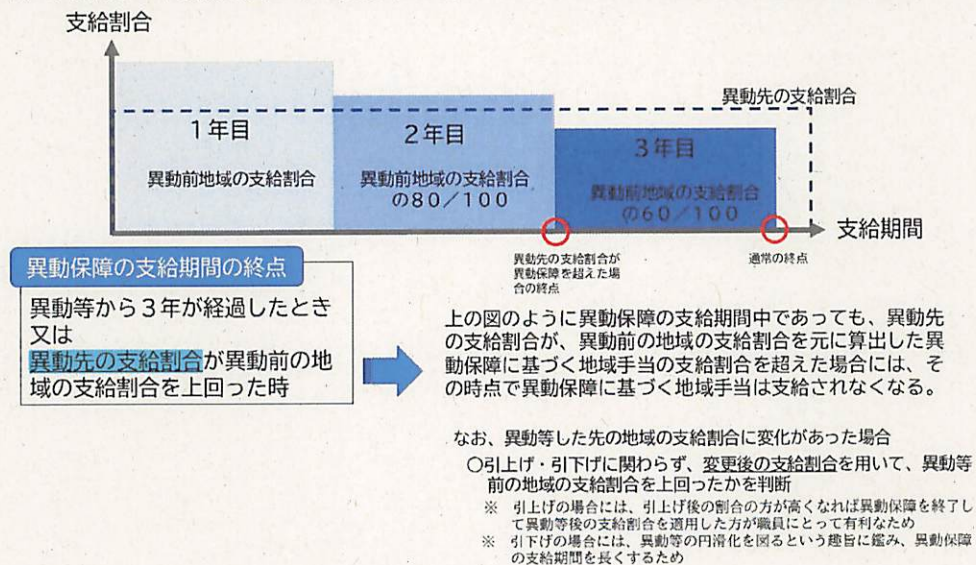 支給割合
異動先の支給割合
1年目
2年目
3年目
異動前地域の支給割合
異動前地域の支給割合
の80/100
異動前地域の支給割合
の60/100
支給期間
異動先の支給割合が
異動保障を超えた場
合の終点
通常の終点
異動保障の支給期間の終点
異動等から3年が経過したとき
又は
異動先の支給割合が異動前の地
域の支給割合を上回った時
上の図のように異動保障の支給期間中であっても、異動先
の支給割合が、異動前の地域の支給割合を元に算出した異
動保障に基づく地域手当の支給割合を超えた場合には、そ
の時点で異動保障に基づく地域手当は支給されなくなる。
なお、異動等した先の地域の支給割合に変化があった場合
○引上げ・引下げに関わらず、変更後の支給割合を用いて、異動等
前の地域の支給割合を上回ったかを判断
※ 引上げの場合には、引上げ後の割合の方が高くなれば異動保障を終了し
て異動等後の支給割合を適用した方が職員にとって有利なため
※ 引下げの場合には、異動等の円滑化を図るという趣旨に鑑み、異動保障
の支給期間を長くするため